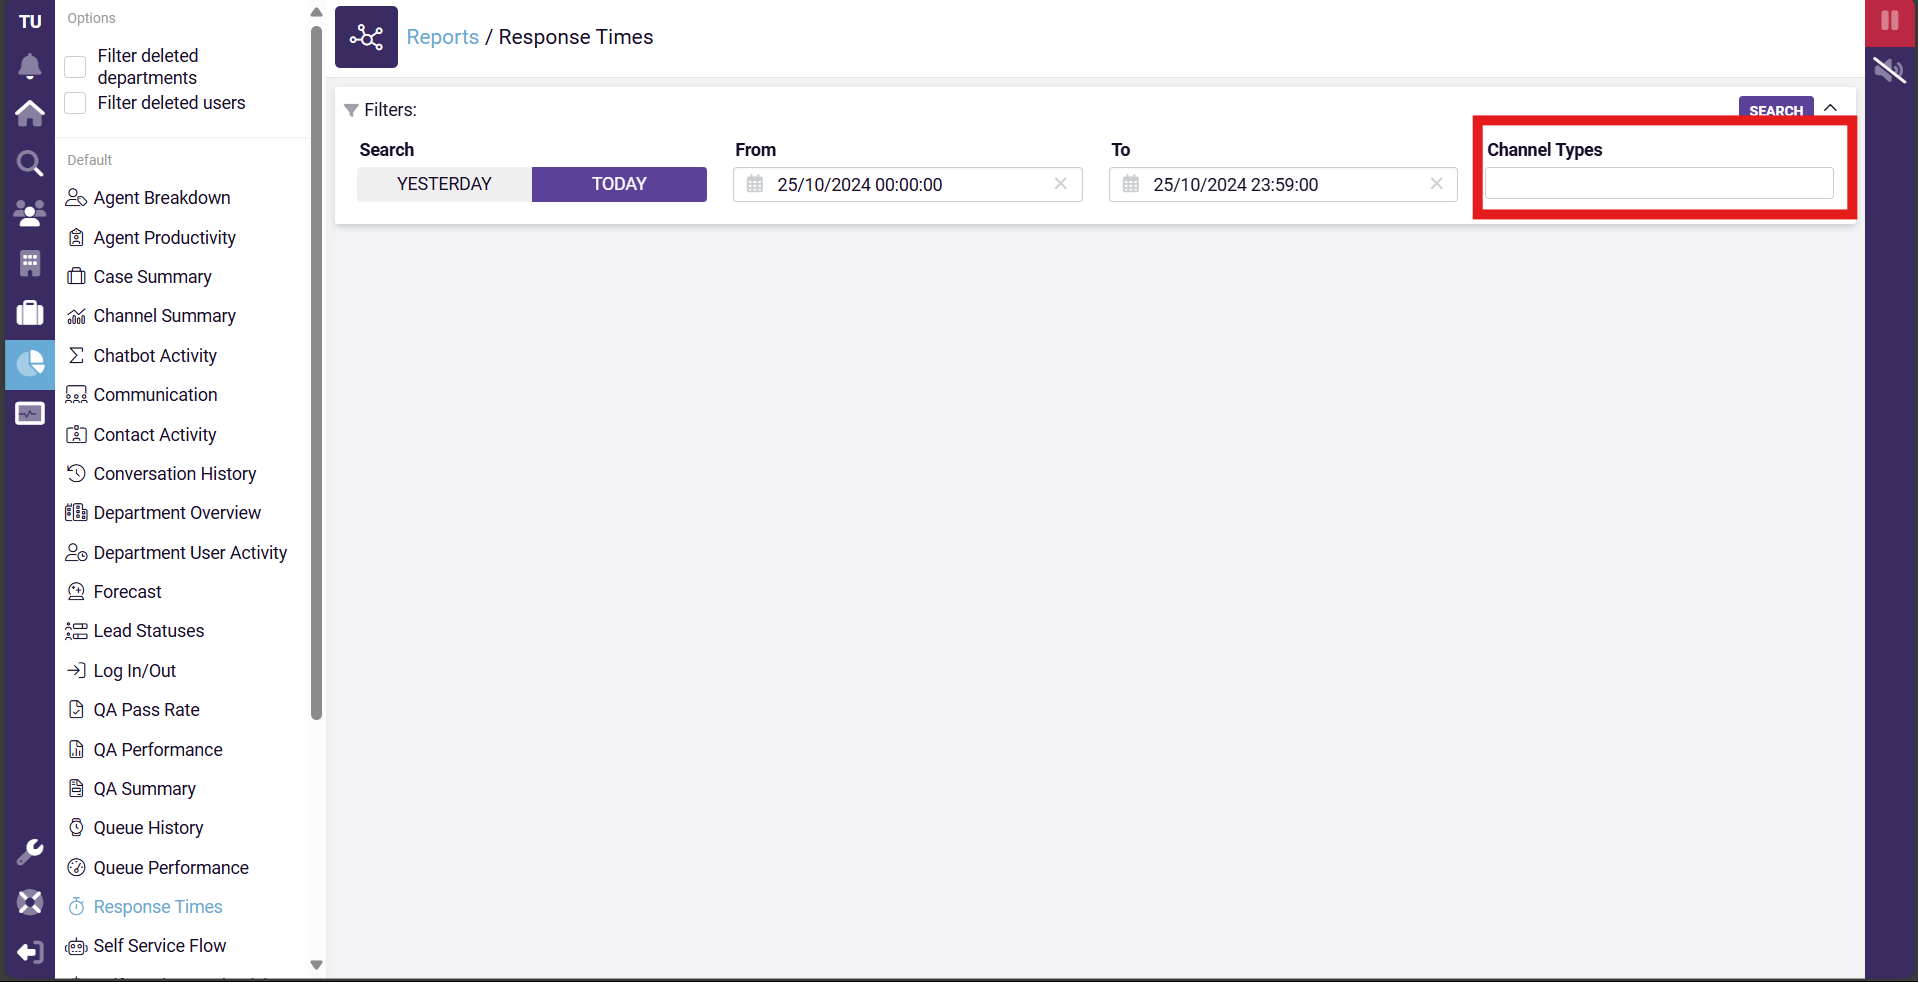 TU
Options
Filter deleted
departments
Filter deleted users
Default
Agent Breakdown
Agent Productivity
Case Summary
Channel Summary
Chatbot Activity
Communication
Contact Activity
Conversation History
Department Overview
Department User Activity
Forecast
Lead Statuses
Log In/Out
QA Pass Rate
QA Performance
QA Summary
Queue History
Queue Performance
Response Times
Self Service Flow
Reports / Response Times
Filters:
SEARCH
Search
YESTERDAY TODAY
From
25/10/2024 00:00:00
To
25/10/2024 23:59:00
Channel Types